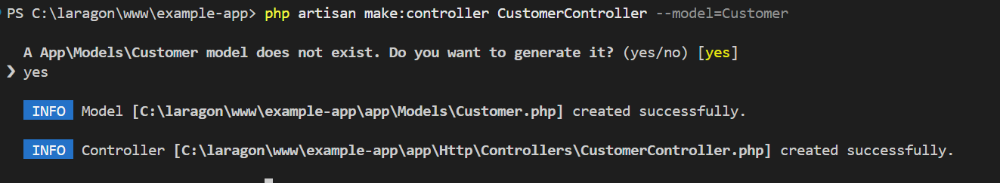 PS C:\laragon\www\example-app> php artisan make:controller CustomerController --model=Customer
A App\Models\Customer model does not exist. Do you want to generate it? (yes/no) [yes]
❯ yes
INFO Model [C:\laragon\www\example-app\app\Models\Customer.php] created successfully.
INFO Controller [C:\laragon\www\example-app\app\Http\Controllers\CustomerController.php] created successfully.